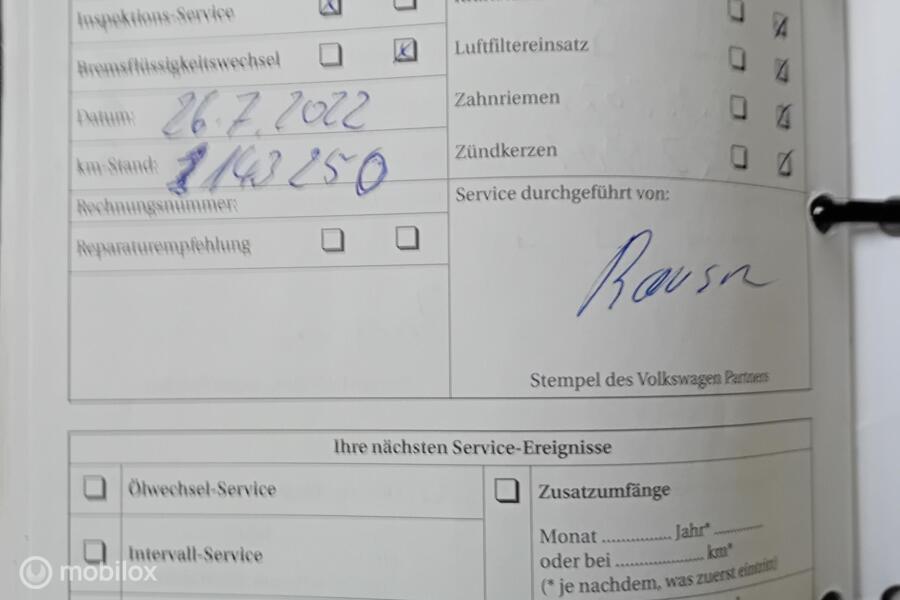 Inspektions-Service
Bremsflüssigkeitswechsel
Datum: 26.7.2022
km-Stand: 143250
Rechnungsnummer:
Reparaturempfehlung
Luftfiltereinsatz
Zahnriemen
Zündkerzen
Service durchgeführt von:
Stempel des Volkswagen Partners
Ihre nächsten Service-Ereignisse
Ölwechsel-Service
Intervall-Service
Zusatzumfänge
Monat .............. Jahr* ..............
oder bei .................. km*
(* je nachdem, was zuerst eintritt)
mobilox